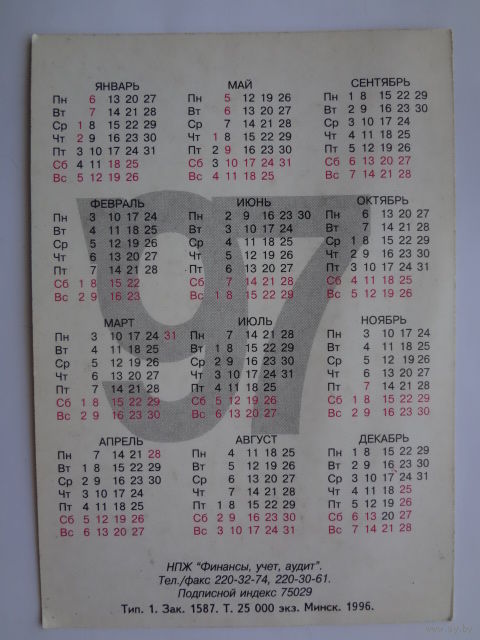 ЯНВАРЬ
Пн 6 13 20 27
Вт 7 14 21 28
Ср 1 8 15 22 29
Чт 2 9 16 23 30
Пт 3 10 17 24 31
Сб 4 11 18 25
Вс 5 12 19 26
МАЙ
Пн 5 12 19 26
Вт 6 13 20 27
Ср 7 14 21 28
Чт 1 8 15 22 29
Пт 2 9 16 23 30
Сб 3 10 17 24 31
Вс 4 11 18 25
СЕНТЯБРЬ
Пн 1 8 15 22 29
Вт 2 9 16 23 30
Ср 3 10 17 24
Чт 4 11 18 25
Пт 5 12 19 26
Сб 6 13 20 27
Вс 7 14 21 28
97
ФЕВРАЛЬ
Пн 3 10 17 24
Вт 4 11 18 25
Ср 5 12 19 26
Чт 6 13 20 27
Пт 7 14 21 28
Сб 1 8 15 22
Вс 2 9 16 23
ИЮНЬ
Пн 2 9 16 23 30
Вт 3 10 17 24
Ср 4 11 18 25
Чт 5 12 19 26
Пт 6 13 20 27
Сб 7 14 21 28
Вс 1 8 15 22 29
ОКТЯБРЬ
Пн 6 13 20 27
Вт 7 14 21 28
Ср 1 8 15 22 29
Чт 2 9 16 23 30
Пт 3 10 17 24 31
Сб 4 11 18 25
Вс 5 12 19 26
МАРТ
Пн 3 10 17 24 31
Вт 4 11 18 25
Ср 5 12 19 26
Чт 6 13 20 27
Пт 7 14 21 28
Сб 1 8 15 22 29
Вс 2 9 16 23 30
ИЮЛЬ
Пн 7 14 21 28
Вт 1 8 15 22 29
Ср 2 9 16 23 30
Чт 3 10 17 24 31
Пт 4 11 18 25
Сб 5 12 19 26
Вс 6 13 20 27
НОЯБРЬ
Пн 3 10 17 24
Вт 4 11 18 25
Ср 5 12 19 26
Чт 6 13 20 27
Пт 7 14 21 28
Сб 1 8 15 22 29
Вс 2 9 16 23 30
АПРЕЛЬ
Пн 7 14 21 28
Вт 1 8 15 22 29
Ср 2 9 16 23 30
Чт 3 10 17 24
Пт 4 11 18 25
Сб 5 12 19 26
Вс 6 13 20 27
АВГУСТ
Пн 4 11 18 25
Вт 5 12 19 26
Ср 6 13 20 27
Чт 7 14 21 28
Пт 1 8 15 22 29
Сб 2 9 16 23 30
Вс 3 10 17 24 31
ДЕКАБРЬ
Пн 1 8 15 22 29
Вт 2 9 16 23 30
Ср 3 10 17 24 31
Чт 4 11 18 25
Пт 5 12 19 26
Сб 6 13 20 27
Вс 7 14 21 28
НПЖ "Финансы, учет, аудит".
Тел./факс 220-32-74, 220-30-61.
Подписной индекс 75029
Тип. 1. Зак. 1587. Т. 25 000 экз. Минск. 1996.